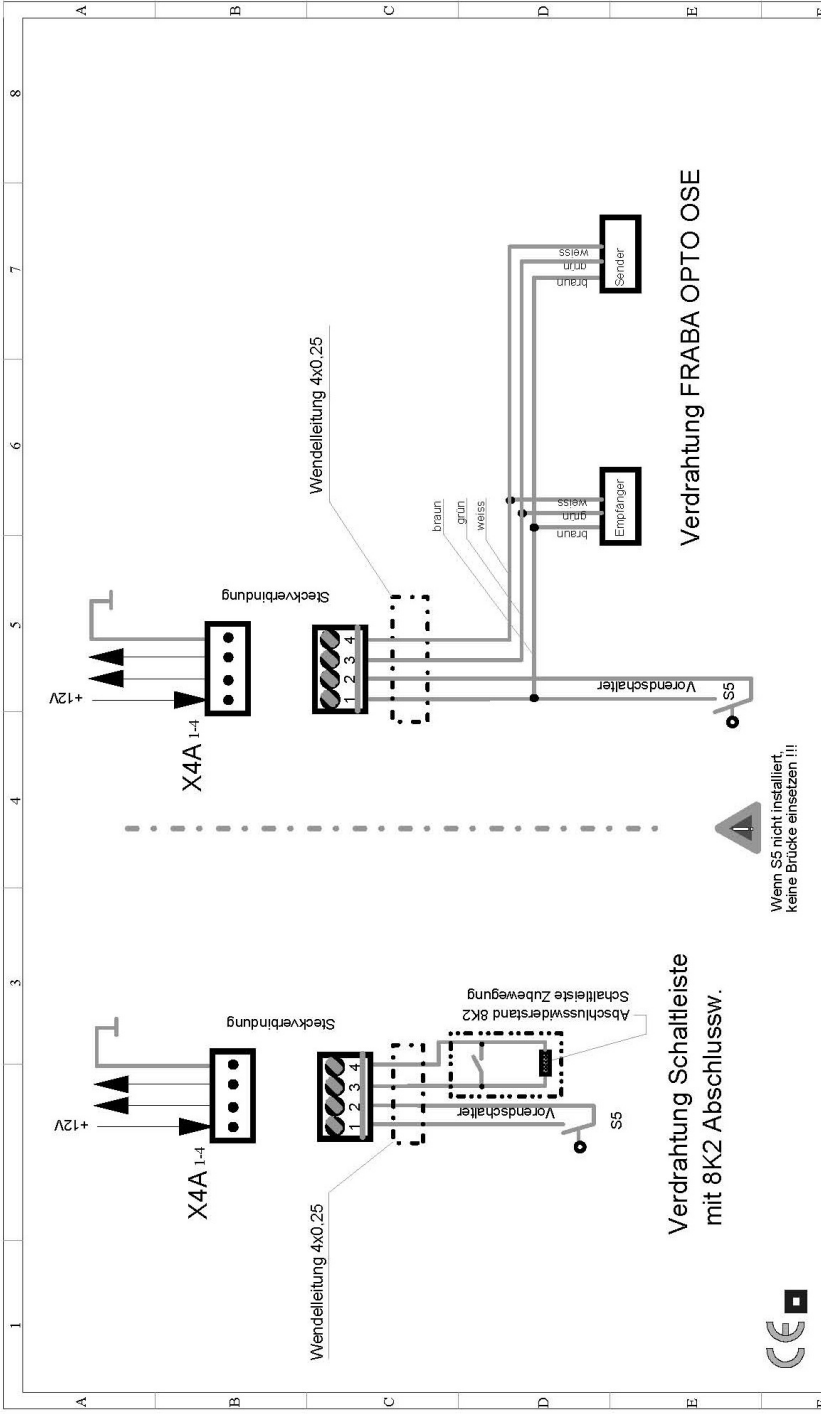 1
2
3
4
5
6
7
8
A
B
C
D
E
F
A
B
C
D
E
F
+12V
X4A 1-4
Steckverbindung
1 2 3 4
Wendelleitung 4x0,25
Vorendschalter
S5
Abschlusswiderstand 8K2
Schaltleiste Zubewegung
Verdrahtung Schaltleiste
mit 8K2 Abschlussw.
Wenn S5 nicht installiert,
keine Brücke einsetzen !!!
+12V
X4A 1-4
Steckverbindung
1 2 3 4
Wendelleitung 4x0,25
braun
grün
weiss
Vorendschalter
S5
braun
grün
weiss
Empfänger
braun
grün
weiss
Sender
Verdrahtung FRABA OPTO OSE
CE